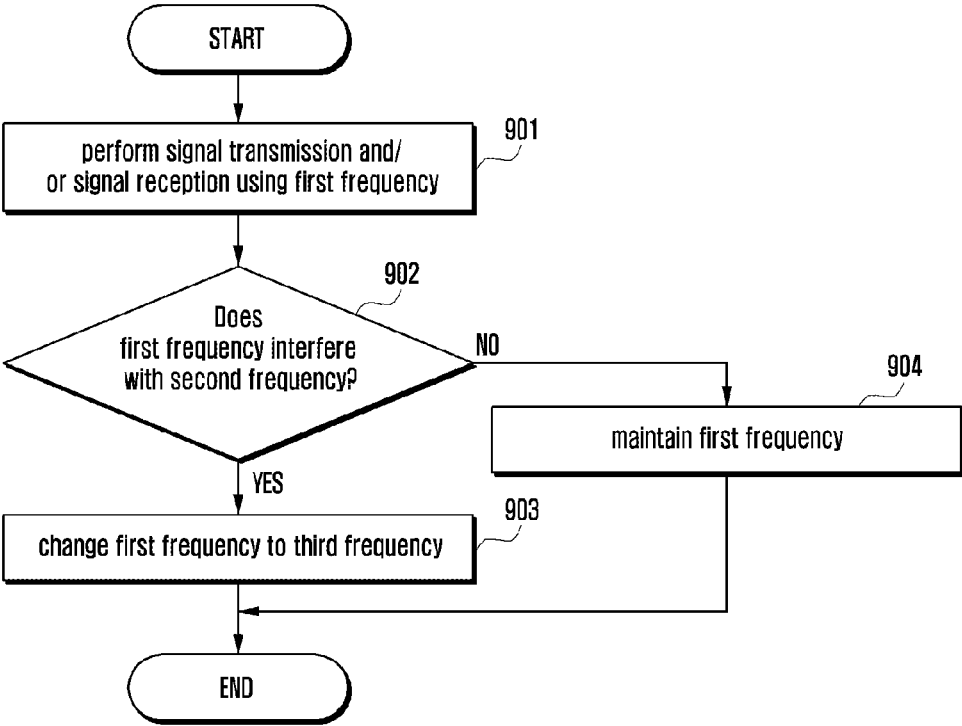 START
901
perform signal transmission and/
or signal reception using first frequency
902
Does
first frequency interfere
with second frequency?
NO
904
maintain first frequency
YES
903
change first frequency to third frequency
END